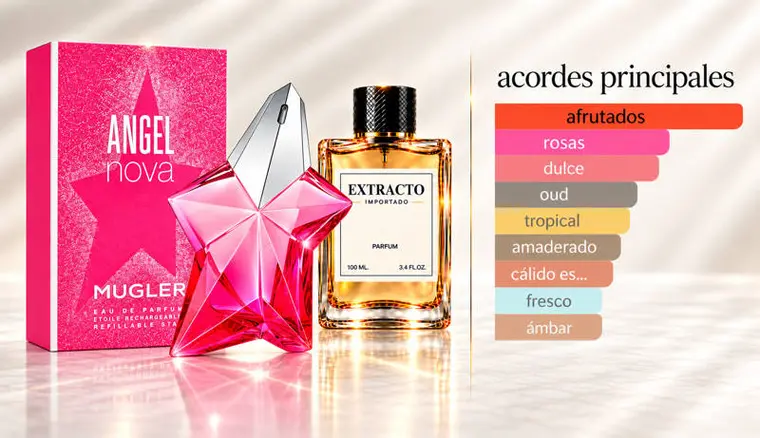 ANGEL
nova
MUGLER
EAU DE PARFUM
ETOILE RECHARGEABLE
REFILLABLE STAR
EXTRACTO
IMPORTADO
PARFUM
100 ML. 3.4 FL.OZ.
acordes principales
afrutados
rosas
dulce
oud
tropical
amaderado
cálido es...
fresco
ámbar